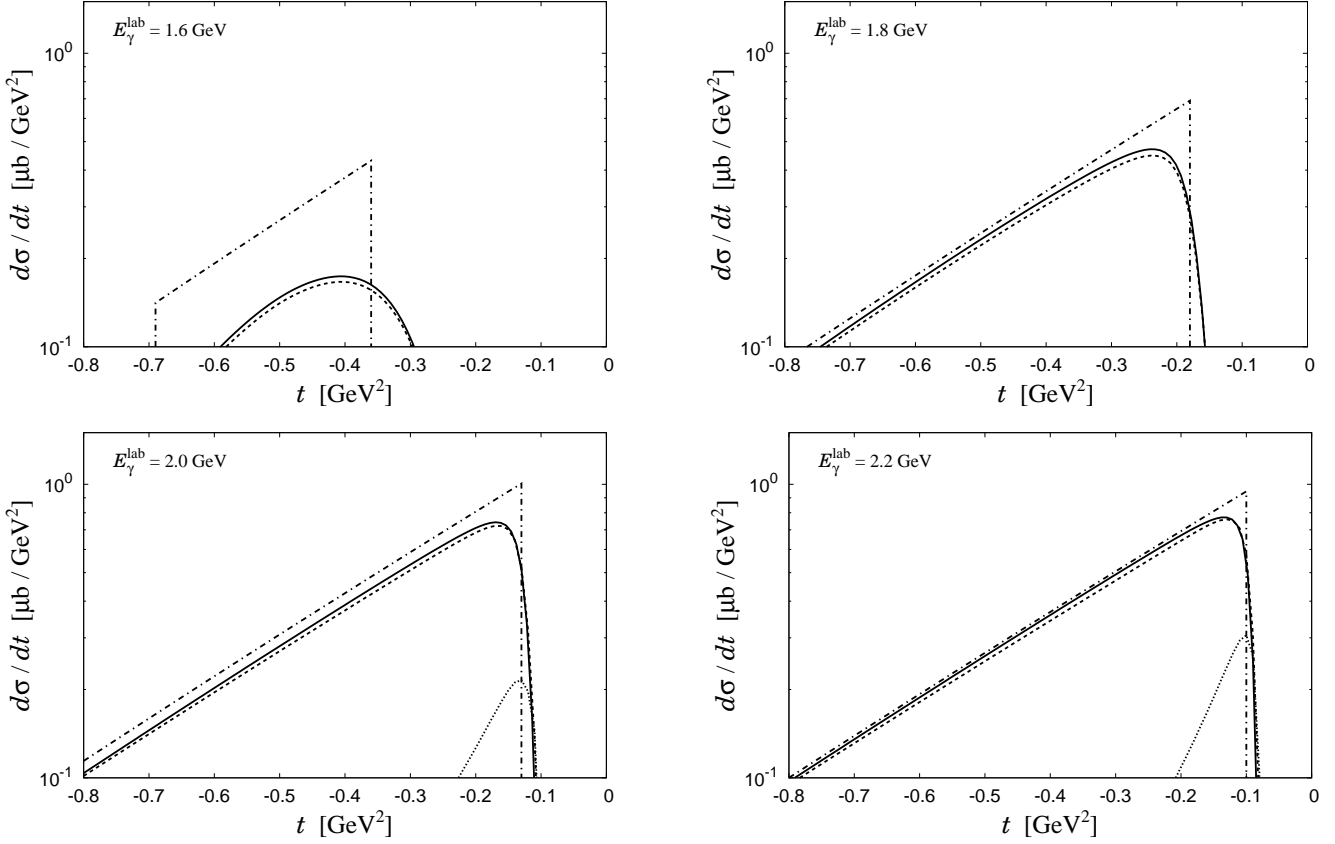 E_γ^lab = 1.6 GeV
10^0
10^-1
dσ / dt [μb / GeV^2]
-0.8 -0.7 -0.6 -0.5 -0.4 -0.3 -0.2 -0.1 0
t [GeV^2]
E_γ^lab = 1.8 GeV
10^0
10^-1
dσ / dt [μb / GeV^2]
-0.8 -0.7 -0.6 -0.5 -0.4 -0.3 -0.2 -0.1 0
t [GeV^2]
E_γ^lab = 2.0 GeV
10^0
10^-1
dσ / dt [μb / GeV^2]
-0.8 -0.7 -0.6 -0.5 -0.4 -0.3 -0.2 -0.1 0
t [GeV^2]
E_γ^lab = 2.2 GeV
10^0
10^-1
dσ / dt [μb / GeV^2]
-0.8 -0.7 -0.6 -0.5 -0.4 -0.3 -0.2 -0.1 0
t [GeV^2]